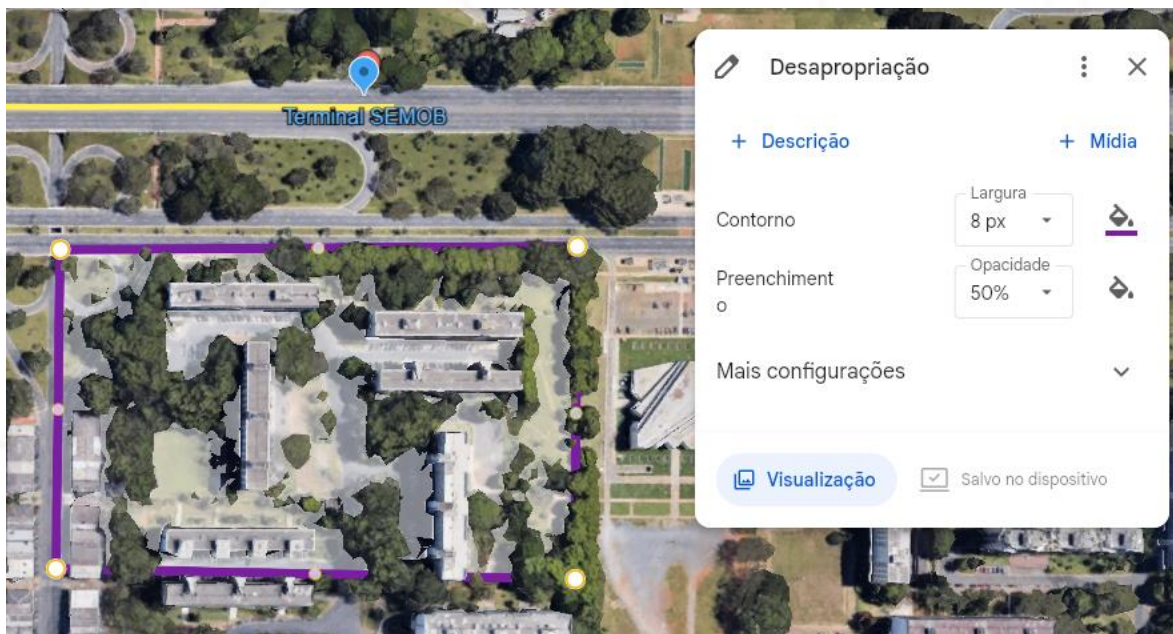 Terminal SEMOB
Desapropriação
+ Descrição
+ Mídia
Contorno
Largura
8 px
Preenchiment
o
Opacidade
50%
Mais configurações
Visualização
Salvo no dispositivo